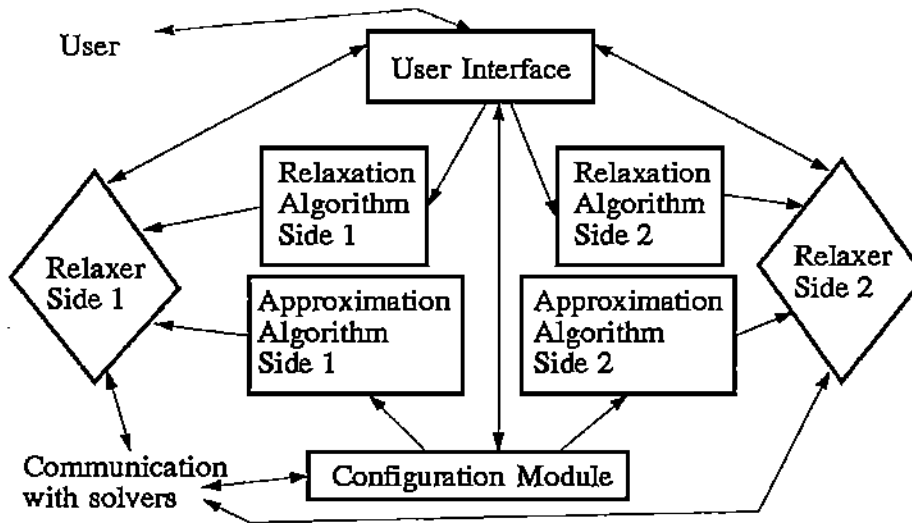 User
User Interface
Relaxation
Algorithm
Side 1
Relaxation
Algorithm
Side 2
Relaxer
Side 1
Relaxer
Side 2
Approximation
Algorithm
Side 1
Approximation
Algorithm
Side 2
Communication
with solvers
Configuration Module